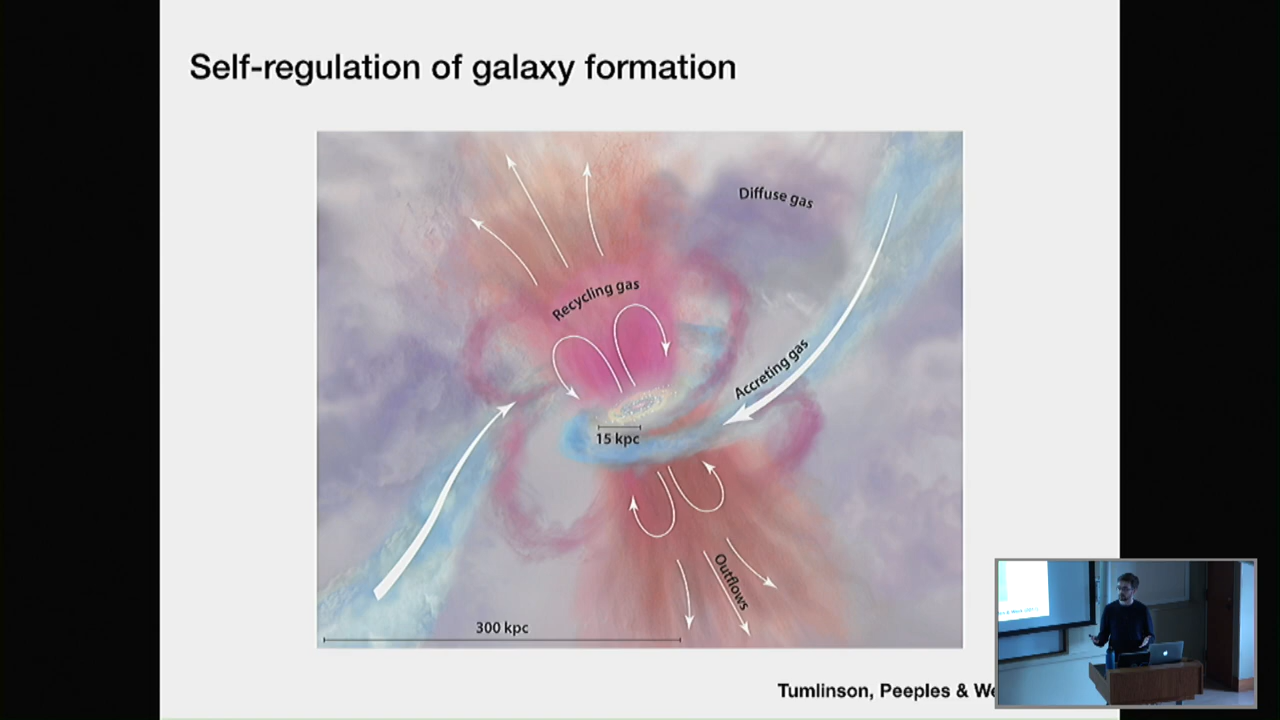 Self-regulation of galaxy formation
Diffuse gas
Recycling gas
Accreting gas
15 kpc
Outflows
300 kpc
Tumlinson, Peeples &